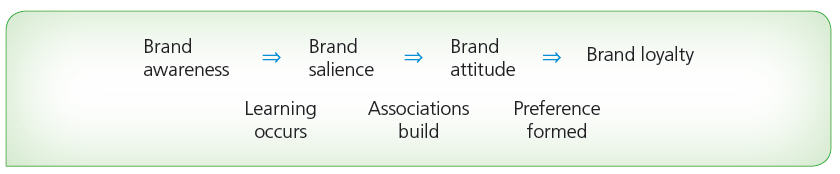 Brand
awareness
⇒
Brand
salience
⇒
Brand
attitude
⇒
Brand loyalty
Learning
occurs
Associations
build
Preference
formed